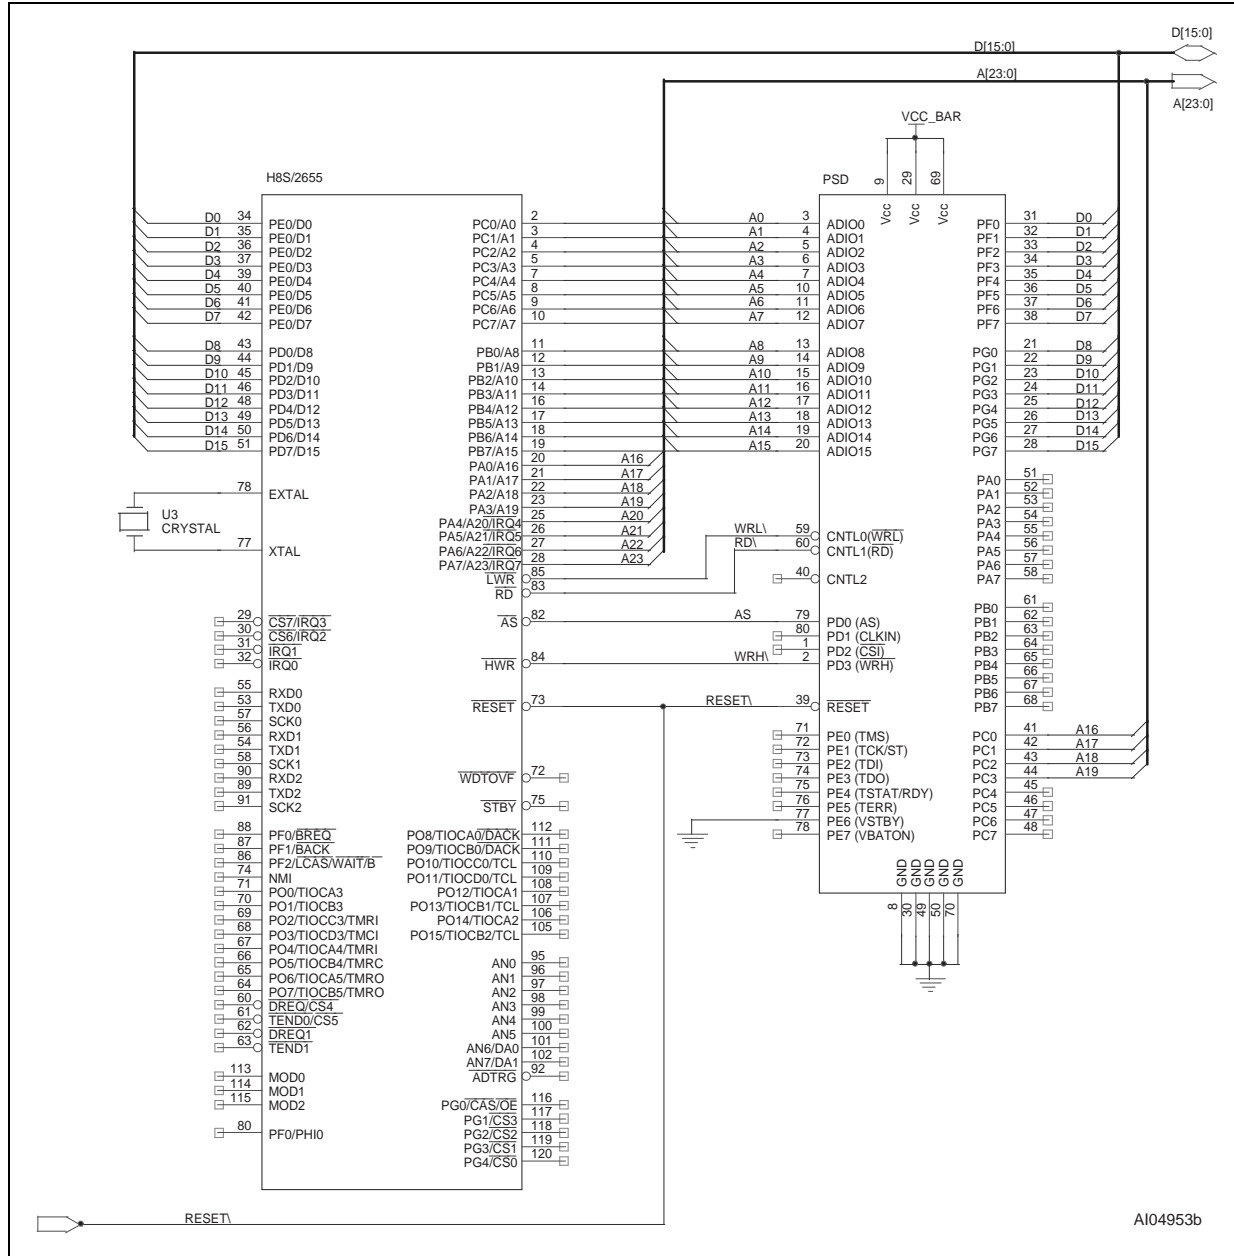 D[15:0]
D[15:0]
A[23:0]
A[23:0]
VCC_BAR
H8S/2655
PSD
9 29 69
Vcc Vcc Vcc
D0 34 PE0/D0 PC0/A0 2 A0 3 ADIO0 PF0 31 D0
D1 35 PE0/D1 PC1/A1 3 A1 4 ADIO1 PF1 32 D1
D2 36 PE0/D2 PC2/A2 4 A2 5 ADIO2 PF2 33 D2
D3 37 PE0/D3 PC3/A3 5 A3 6 ADIO3 PF3 34 D3
D4 39 PE0/D4 PC4/A4 7 A4 7 ADIO4 PF4 35 D4
D5 40 PE0/D5 PC5/A5 8 A5 10 ADIO5 PF5 36 D5
D6 41 PE0/D6 PC6/A6 9 A6 11 ADIO6 PF6 37 D6
D7 42 PE0/D7 PC7/A7 10 A7 12 ADIO7 PF7 38 D7
D8 43 PD0/D8 PB0/A8 11 A8 13 ADIO8 PG0 21 D8
D9 44 PD1/D9 PB1/A9 12 A9 14 ADIO9 PG1 22 D9
D10 45 PD2/D10 PB2/A10 13 A10 15 ADIO10 PG2 23 D10
D11 46 PD3/D11 PB3/A11 14 A11 16 ADIO11 PG3 24 D11
D12 48 PD4/D12 PB4/A12 16 A12 17 ADIO12 PG4 25 D12
D13 49 PD5/D13 PB5/A13 17 A13 18 ADIO13 PG5 26 D13
D14 50 PD6/D14 PB6/A14 18 A14 19 ADIO14 PG6 27 D14
D15 51 PD7/D15 PB7/A15 19 A15 20 ADIO15 PG7 28 D15
PA0/A16 20 A16
PA1/A17 21 A17 PA0 51
78 EXTAL PA2/A18 22 A18 PA1 52
PA3/A19 23 A19 PA2 53
U3 PA4/A20/IRQ4 25 A20 PA3 54
CRYSTAL PA5/A21/IRQ5 26 A21 WRL\ 59 CNTL0(WRL) PA4 55
77 XTAL PA6/A22/IRQ6 27 A22 RD\ 60 CNTL1(RD) PA5 56
PA7/A23/IRQ7 28 A23 PA6 57
LWR 85 40 CNTL2 PA7 58
RD 83
PB0 61
29 CS7/IRQ3 AS 82 AS 79 PD0 (AS) PB1 62
30 CS6/IRQ2 80 PD1 (CLKIN) PB2 63
31 IRQ1 1 PD2 (CSI) PB3 64
32 IRQ0 HWR 84 WRH\ 2 PD3 (WRH) PB4 65
PB5 66
55 RXD0 PB6 67
53 TXD0 RESET 73 RESET\ 39 RESET PB7 68
57 SCK0
56 RXD1 71 PE0 (TMS) PC0 41 A16
54 TXD1 72 PE1 (TCK/ST) PC1 42 A17
58 SCK1 73 PE2 (TDI) PC2 43 A18
90 RXD2 WDTOVF 72 74 PE3 (TDO) PC3 44 A19
89 TXD2 75 PE4 (TSTAT/RDY) PC4 45
91 SCK2 STBY 75 76 PE5 (TERR) PC5 46
77 PE6 (VSTBY) PC6 47
88 PF0/BREQ PO8/TIOCA0/DACK 112 78 PE7 (VBATON) PC7 48
87 PF1/BACK PO9/TIOCB0/DACK 111
86 PF2/LCAS/WAIT/B PO10/TIOCC0/TCL 110
74 NMI PO11/TIOCD0/TCL 109
71 PO0/TIOCA3 PO12/TIOCA1 108
70 PO1/TIOCB3 PO13/TIOCB1/TCL 107
69 PO2/TIOCC3/TMRI PO14/TIOCA2 106
68 PO3/TIOCD3/TMCI PO15/TIOCB2/TCL 105
GND GND GND GND GND
8 30 49 50 70
67 PO4/TIOCA4/TMRI
66 PO5/TIOCB4/TMRC AN0 95
65 PO6/TIOCA5/TMRO AN1 96
64 PO7/TIOCB5/TMRO AN2 97
60 DREQ/CS4 AN3 98
61 TEND0/CS5 AN4 99
62 DREQ1 AN5 100
63 TEND1 AN6/DA0 101
AN7/DA1 102
113 MOD0 ADTRG 92
114 MOD1
115 MOD2 PG0/CAS/OE 116
PG1/CS3 117
80 PF0/PHI0 PG2/CS2 118
PG3/CS1 119
PG4/CS0 120
RESET\
AI04953b